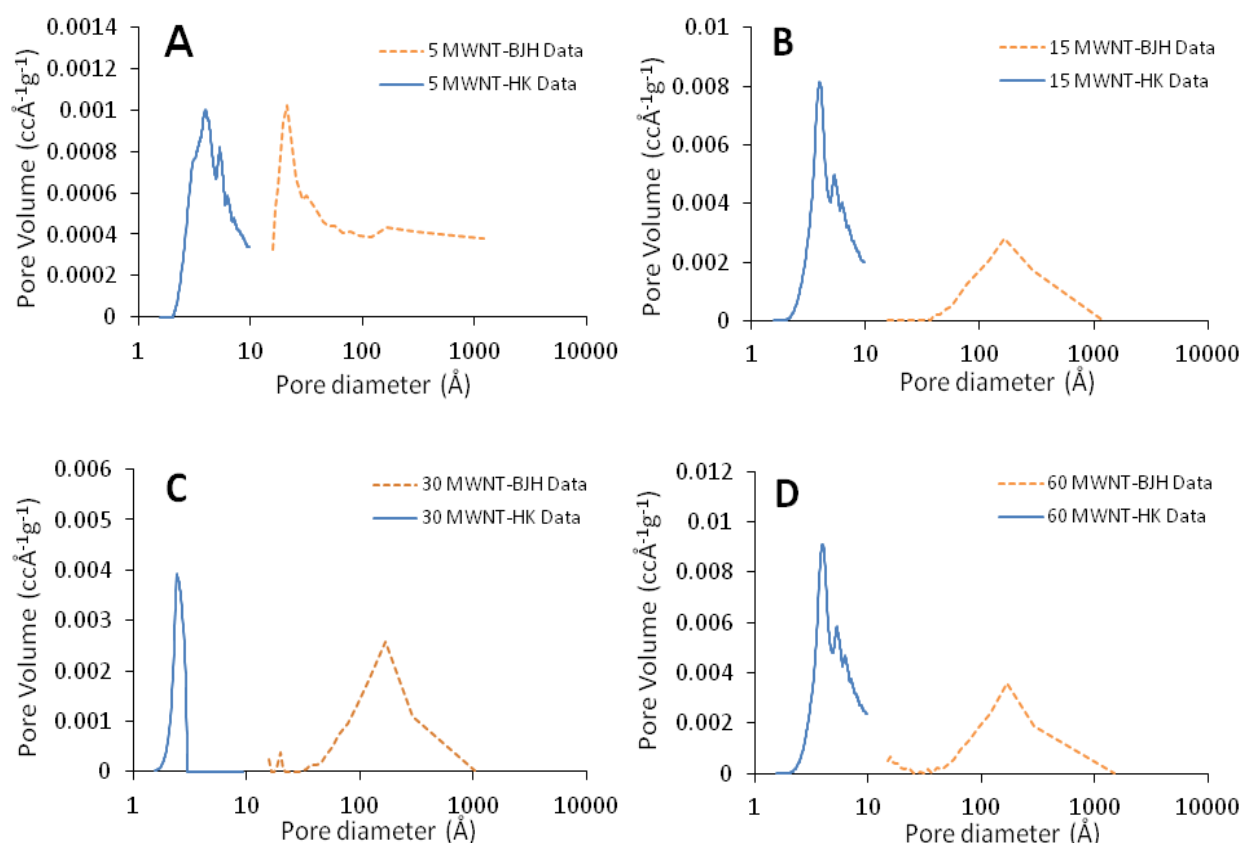 A
5 MWNT-BJH Data
5 MWNT-HK Data
Pore Volume (ccÅ⁻¹g⁻¹)
0.0014
0.0012
0.001
0.0008
0.0006
0.0004
0.0002
0
1 10 100 1000 10000
Pore diameter (Å)
B
15 MWNT-BJH Data
15 MWNT-HK Data
Pore Volume (ccÅ⁻¹g⁻¹)
0.01
0.008
0.006
0.004
0.002
0
1 10 100 1000 10000
Pore diameter (Å)
C
30 MWNT-BJH Data
30 MWNT-HK Data
Pore Volume (ccÅ⁻¹g⁻¹)
0.006
0.005
0.004
0.003
0.002
0.001
0
1 10 100 1000 10000
Pore diameter (Å)
D
60 MWNT-BJH Data
60 MWNT-HK Data
Pore Volume (ccÅ⁻¹g⁻¹)
0.012
0.01
0.008
0.006
0.004
0.002
0
1 10 100 1000 10000
Pore diameter (Å)